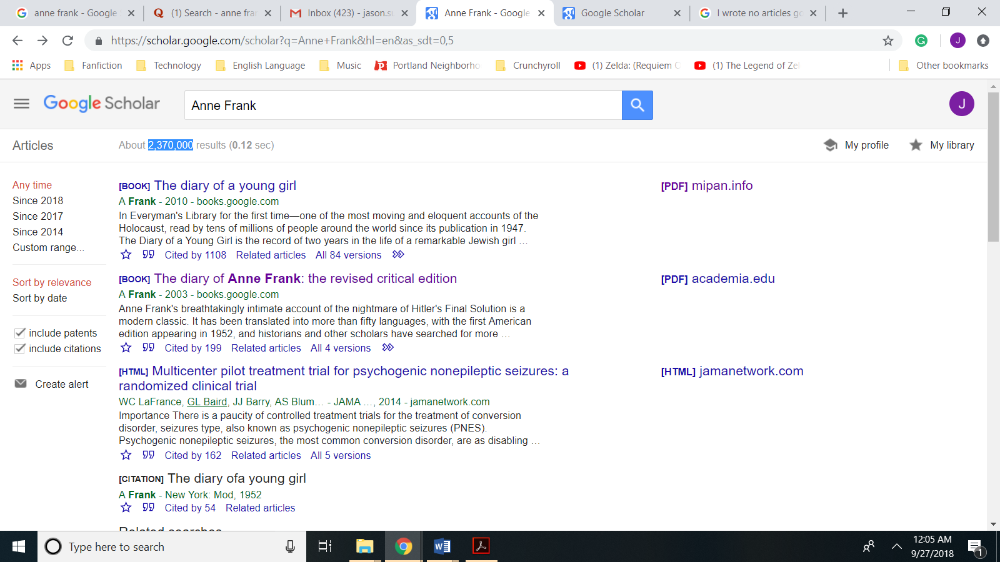 anne frank - Google
(1) Search - anne fra
Inbox (423) - jason.s
Anne Frank - Google
Google Scholar
I wrote no articles go
https://scholar.google.com/scholar?q=Anne+Frank&hl=en&as_sdt=0,5
J
Apps
Fanfiction
Technology
English Language
Music
Portland Neighborho
Crunchyroll
(1) Zelda: (Requiem
(1) The Legend of Zel
Other bookmarks
Google Scholar
Anne Frank
J
Articles
About 2,370,000 results (0.12 sec)
My profile
My library
Any time
Since 2018
Since 2017
Since 2014
Custom range...
Sort by relevance
Sort by date
include patents
include citations
Create alert
[BOOK] The diary of a young girl
A Frank - 2010 - books.google.com
In Everyman's Library for the first time—one of the most moving and eloquent accounts of the
Holocaust, read by tens of millions of people around the world since its publication in 1947.
The Diary of a Young Girl is the record of two years in the life of a remarkable Jewish girl …
Cited by 1108 Related articles All 84 versions
[PDF] mipan.info
[BOOK] The diary of Anne Frank: the revised critical edition
A Frank - 2003 - books.google.com
Anne Frank's breathtakingly intimate account of the nightmare of Hitler's Final Solution is a
modern classic. It has been translated into more than fifty languages, with the first American
edition appearing in 1952, and historians and other scholars have searched for more …
Cited by 199 Related articles All 4 versions
[PDF] academia.edu
[HTML] Multicenter pilot treatment trial for psychogenic nonepileptic seizures: a
randomized clinical trial
WC LaFrance, GL Baird, JJ Barry, AS Blum… - JAMA …, 2014 - jamanetwork.com
Importance There is a paucity of controlled treatment trials for the treatment of conversion
disorder, seizures type, also known as psychogenic nonepileptic seizures (PNES).
Psychogenic nonepileptic seizures, the most common conversion disorder, are as disabling …
Cited by 162 Related articles All 5 versions
[HTML] jamanetwork.com
[CITATION] The diary ofa young girl
A Frank - New York: Mod, 1952
Cited by 54 Related articles
Related searches
Type here to search
12:05 AM
9/27/2018
1